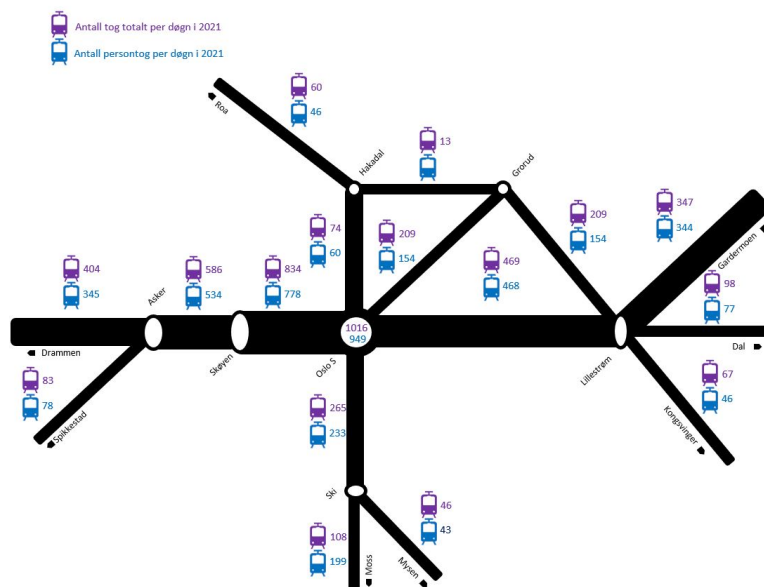 Antall tog totalt per døgn i 2021
Antall persontog per døgn i 2021
60
46
Roa
Hakadal
13
Grorud
74
60
209
154
209
154
347
344
Gardermoen
404
345
Asker
586
534
834
778
469
468
98
77
1016
949
Drammen
Skøyen
Oslo S
Lillestrøm
Dal
83
78
Spikkestad
67
46
Kongsvinger
265
233
Ski
46
43
108
199
Moss
Mysen